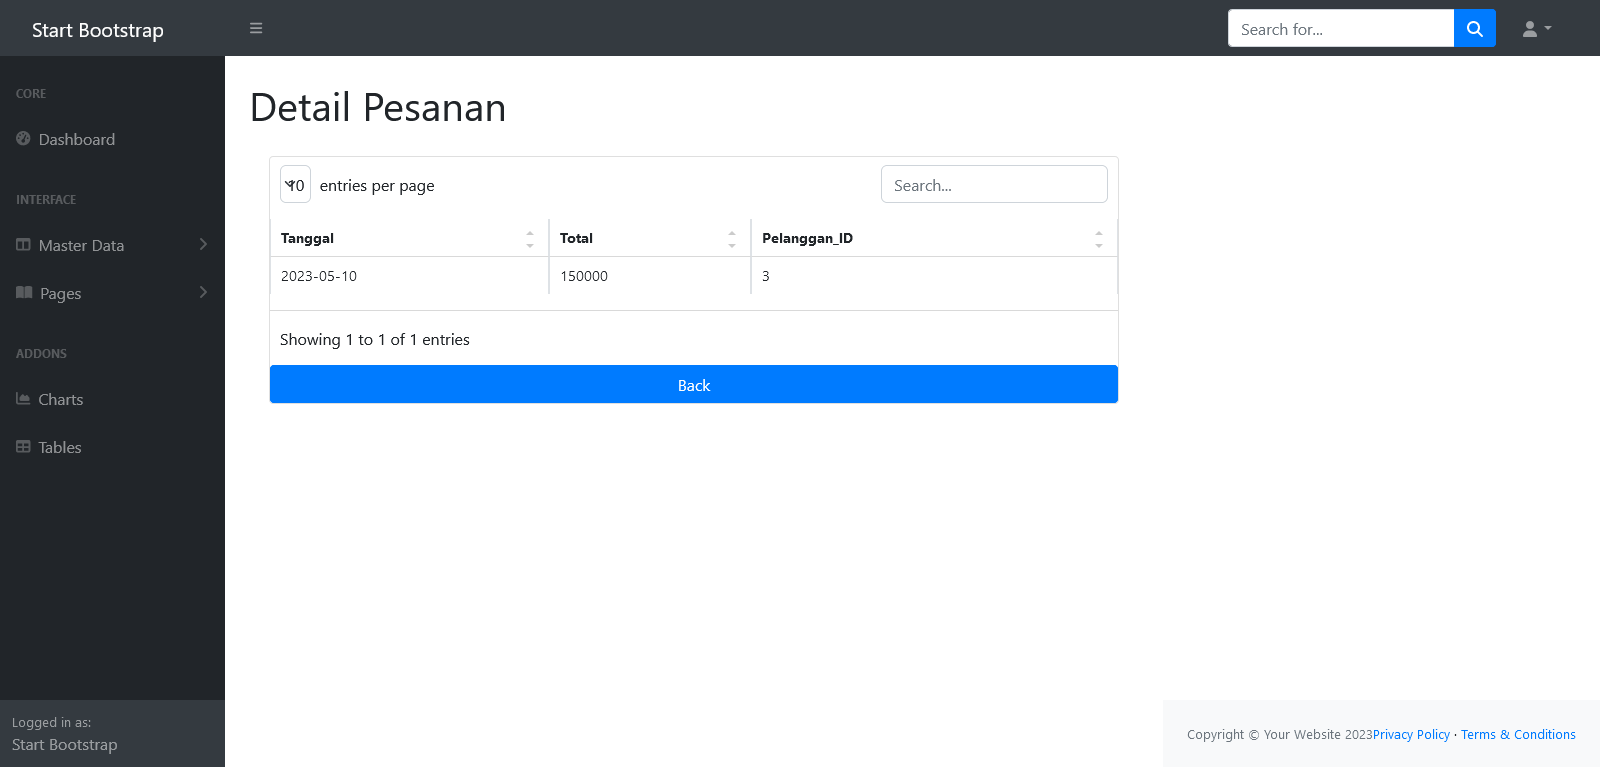 Start Bootstrap
Search for...
CORE
Dashboard
INTERFACE
Master Data
Pages
ADDONS
Charts
Tables
Logged in as:
Start Bootstrap
Detail Pesanan
10 entries per page
Search...
Tanggal Total Pelanggan_ID
2023-05-10 150000 3
Showing 1 to 1 of 1 entries
Back
Copyright © Your Website 2023Privacy Policy · Terms & Conditions